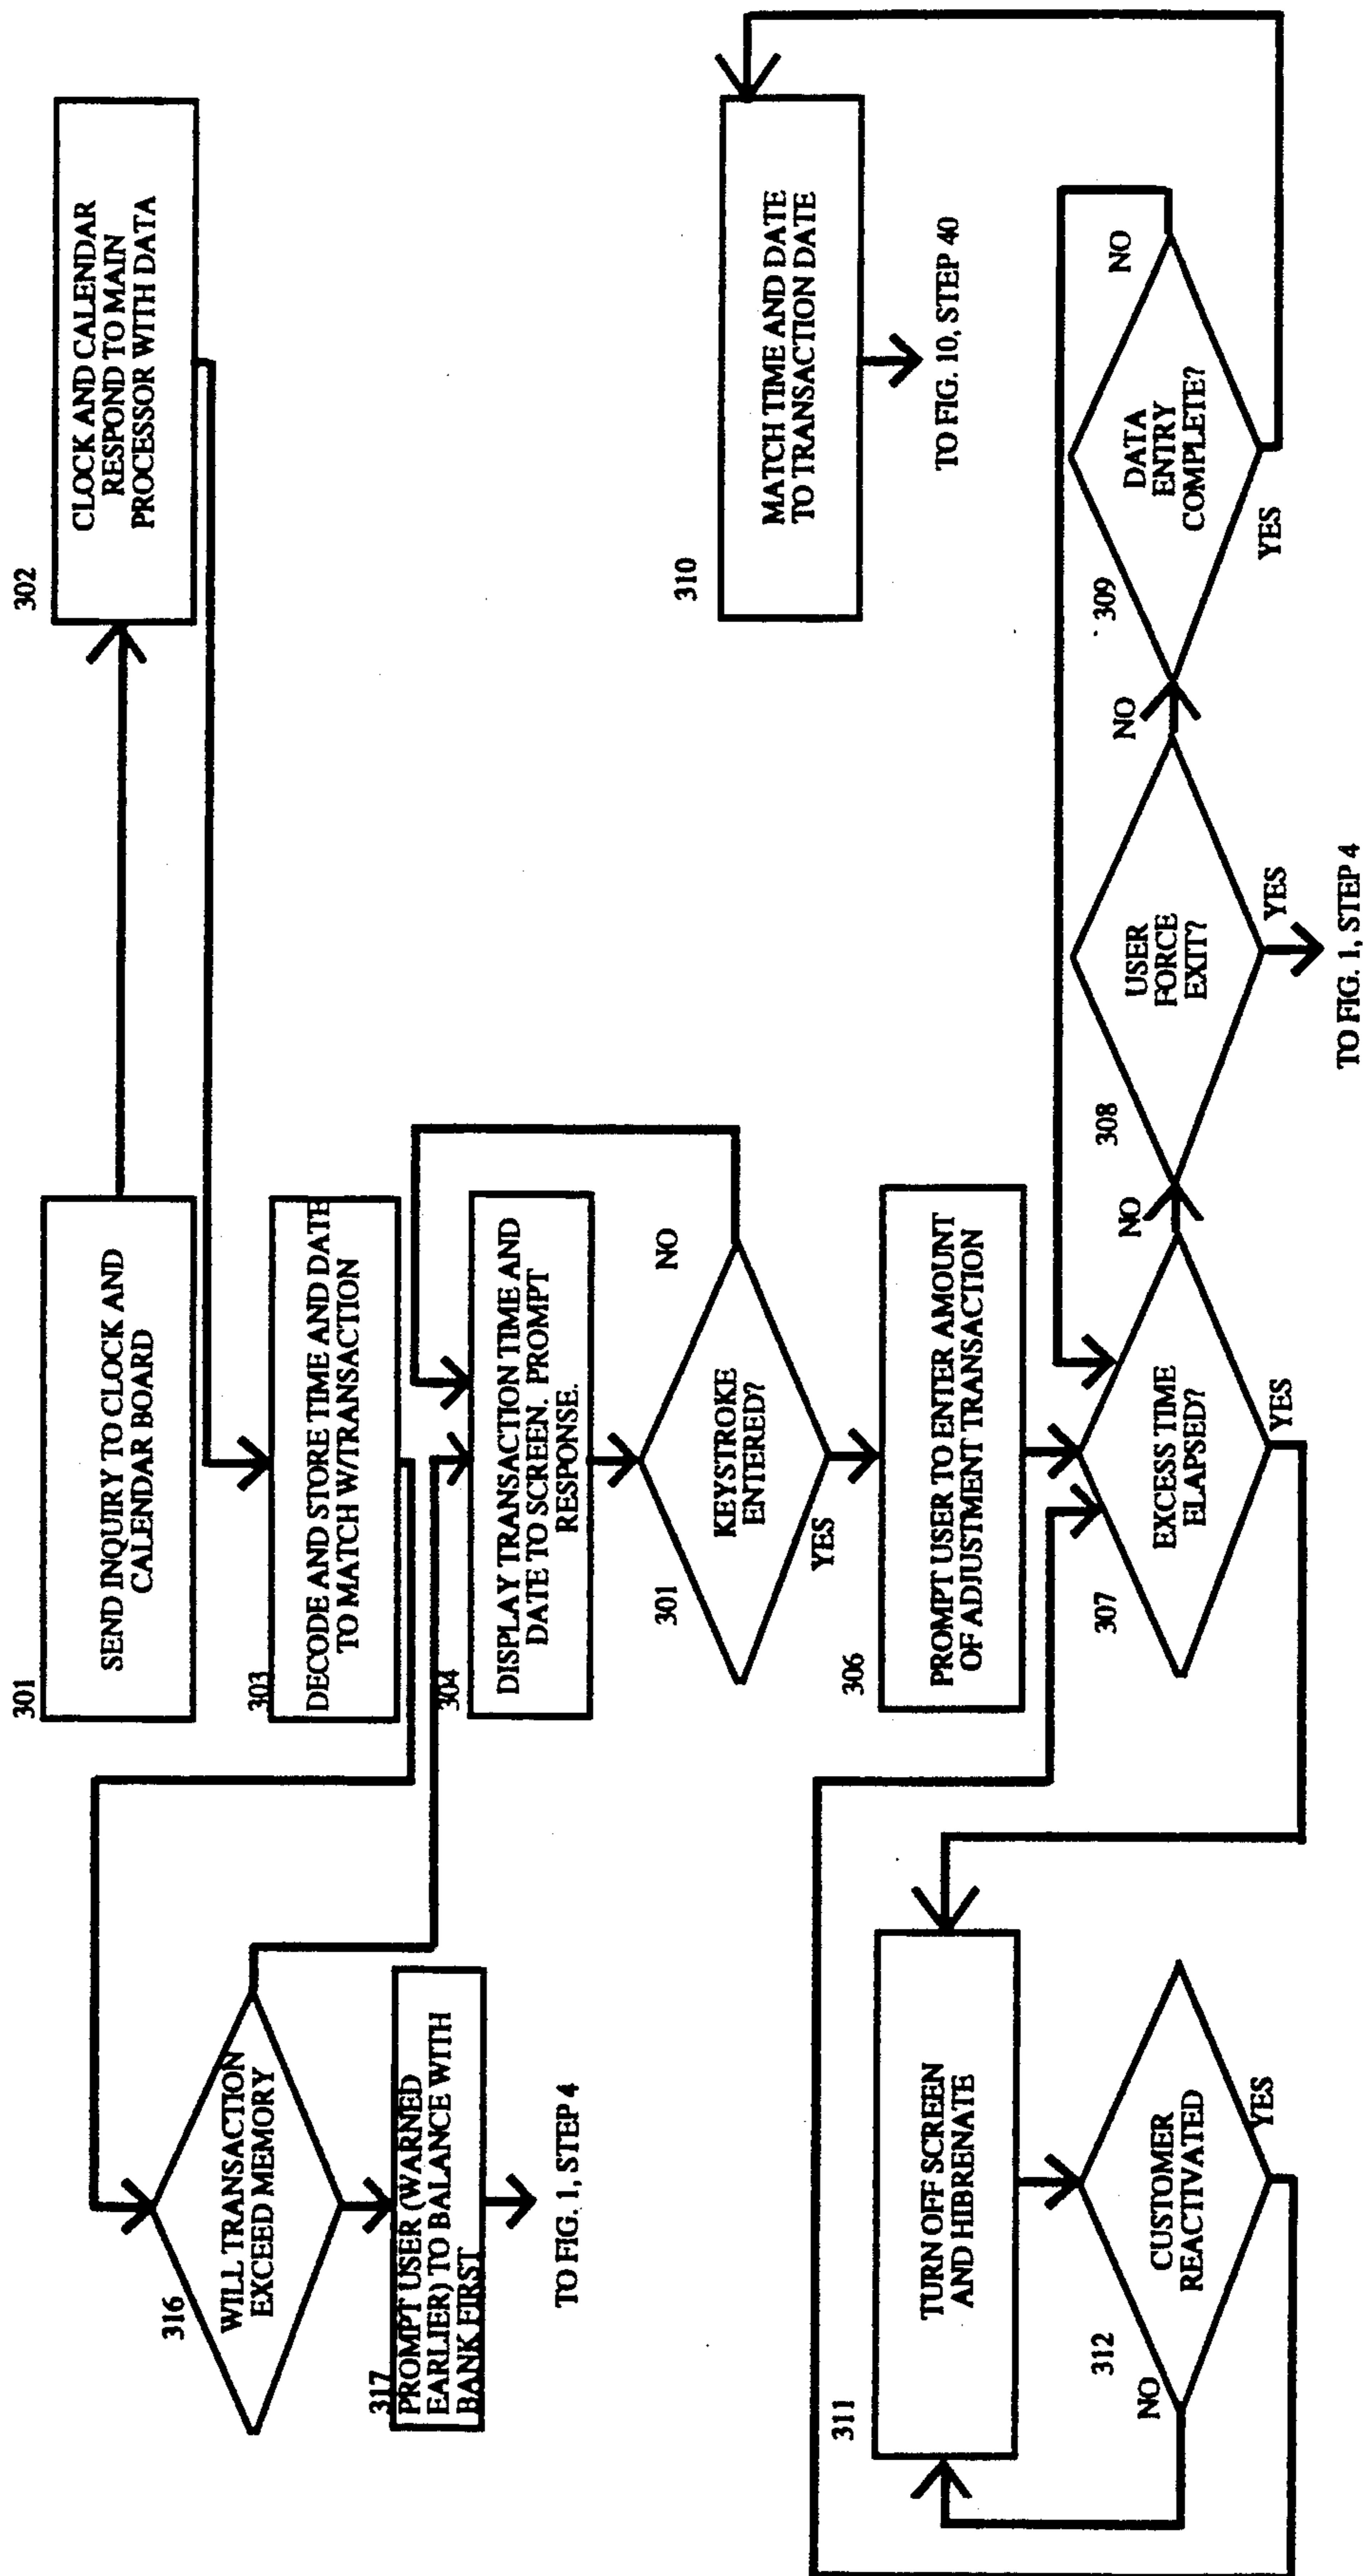 301
SEND INQUIRY TO CLOCK AND
CALENDAR BOARD
302
CLOCK AND CALENDAR
RESPOND TO MAIN
PROCESSOR WITH DATA
303
DECODE AND STORE TIME AND DATE
TO MATCH W/TRANSACTION
316
WILL TRANSACTION
EXCEED MEMORY
317
PROMPT USER (WARNED
EARLIER) TO BALANCE WITH
BANK FIRST
TO FIG. 1, STEP 4
304
DISPLAY TRANSACTION TIME AND
DATE TO SCREEN. PROMPT
RESPONSE.
301
KEYSTROKE
ENTERED?
NO
YES
306
PROMPT USER TO ENTER AMOUNT
OF ADJUSTMENT TRANSACTION
307
EXCESS TIME
ELAPSED?
NO
YES
308
USER
FORCE
EXIT?
NO
YES
TO FIG. 1, STEP 4
309
DATA
ENTRY
COMPLETE?
NO
YES
310
MATCH TIME AND DATE
TO TRANSACTION DATE
TO FIG. 10, STEP 40
311
TURN OFF SCREEN
AND HIBRENATE
312
CUSTOMER
REACTIVATED
NO
YES